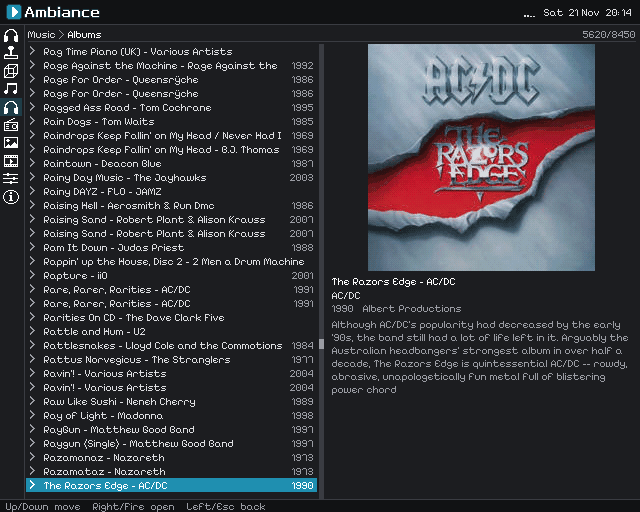 Ambiance
.... Sat 21 Nov 20:14
Music > Albums
5620/8450
Rag Time Piano (UK) - Various Artists
Rage Against the Machine - Rage Against the 1992
Rage For Order - Queensrÿche 1986
Rage For Order - Queensrÿche 1986
Ragged Ass Road - Tom Cochrane 1995
Rain Dogs - Tom Waits 1985
Raindrops Keep Fallin' on My Head / Never Had I 1969
Raindrops Keep Fallin' on My Head - B.J. Thomas 1969
Raintown - Deacon Blue 1987
Rainy Day Music - The Jayhawks 2003
Rainy DAYZ - FLO - JAMZ
Raising Hell - Aerosmith & Run Dmc 1986
Raising Sand - Robert Plant & Alison Krauss 2007
Raising Sand - Robert Plant & Alison Krauss 2007
Ram It Down - Judas Priest 1988
Rappin' up the House, Disc 2 - 2 Men a Drum Machine
Rapture - iiO 2001
Rare, Rarer, Rarities - AC/DC 1991
Rare, Rarer, Rarities - AC/DC 1991
Rarities On CD - The Dave Clark Five
Rattle and Hum - U2
Rattlesnakes - Lloyd Cole and the Commotions 1984
Rattus Norvegicus - The Stranglers 1977
Ravin'! - Various Artists 2004
Ravin'! - Various Artists 2004
Raw Like Sushi - Neneh Cherry 1989
Ray of Light - Madonna 1998
RayGun - Matthew Good Band 1997
Raygun (Single) - Matthew Good Band 1997
Razamanaz - Nazareth 1973
Razamataz - Nazareth 1973
The Razors Edge - AC/DC 1990
AC/DC
THE
RAZORS
EDGE
The Razors Edge - AC/DC
AC/DC
1990 Albert Productions
Although AC/DC's popularity had decreased by the early
'90s, the band still had a lot of life left in it. Arguably the
Australian headbangers' strongest album in over half a
decade, The Razors Edge is quintessential AC/DC -- rowdy,
abrasive, unapologetically fun metal full of blistering
power chord
Up/Down move Right/Fire open Left/Esc back